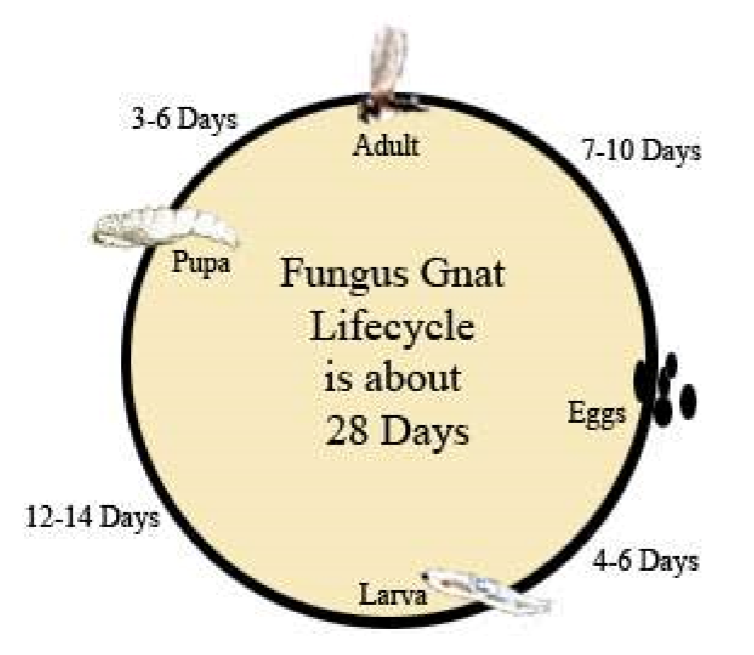 3-6 Days
Adult
7-10 Days
Pupa
Fungus Gnat
Lifecycle
is about
28 Days
Eggs
12-14 Days
4-6 Days
Larva